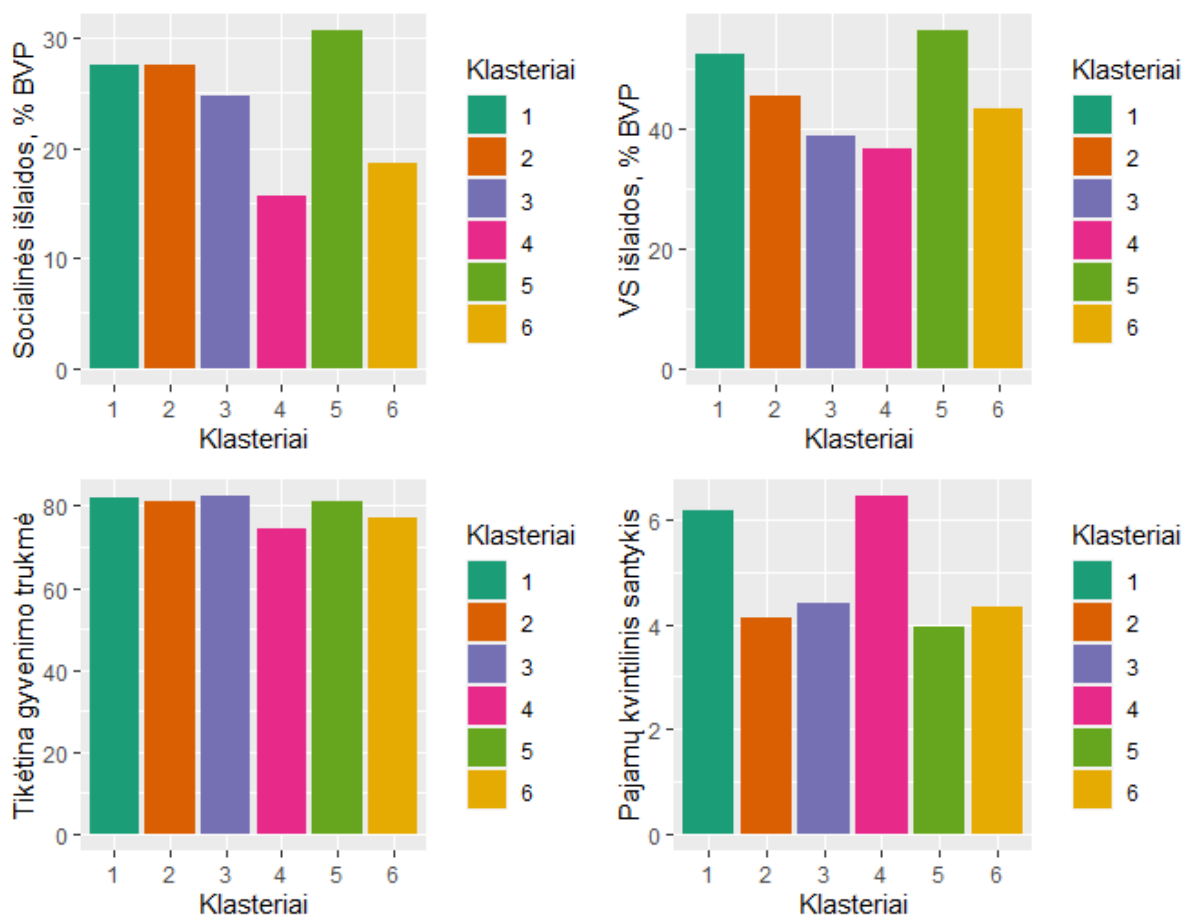 Socialinės išlaidos, % BVP
30
20
10
0
1 2 3 4 5 6
Klasteriai
Klasteriai
1
2
3
4
5
6
VS išlaidos, % BVP
40
20
0
1 2 3 4 5 6
Klasteriai
Klasteriai
1
2
3
4
5
6
Tikėtina gyvenimo trukmė
80
60
40
20
0
1 2 3 4 5 6
Klasteriai
Klasteriai
1
2
3
4
5
6
Pajamų kvintilinis santykis
6
4
2
0
1 2 3 4 5 6
Klasteriai
Klasteriai
1
2
3
4
5
6